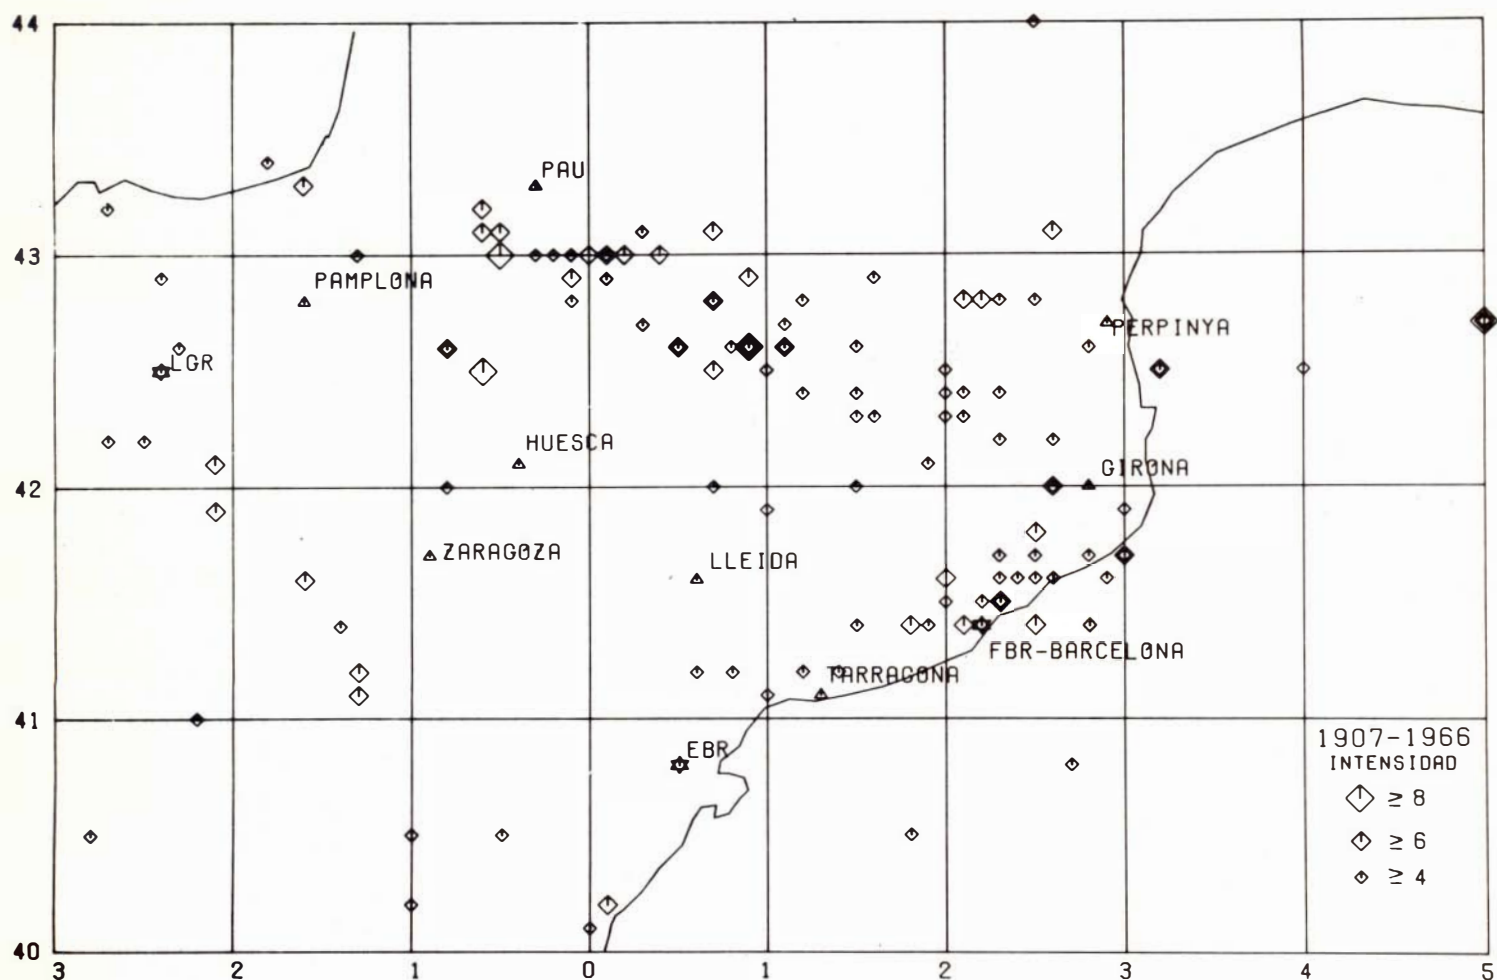 44
PAU
43
PAMPLONA
PERPINYA
LGR
HUESCA
GIRONA
42
ZARAGOZA
LLEIDA
FBR-BARCELONA
TARRAGONA
41
EBR
1907-1966
INTENSIDAD
≥ 8
≥ 6
≥ 4
40
3 2 1 0 1 2 3 4 5